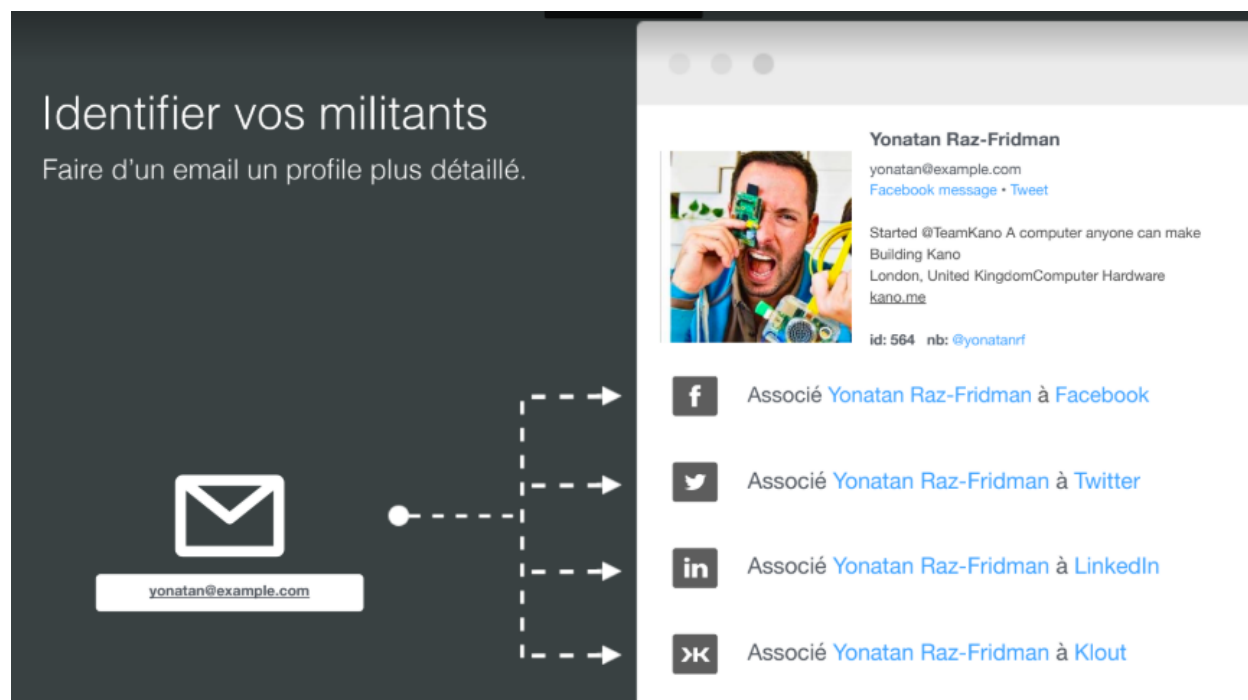 Identifier vos militants
Faire d'un email un profile plus détaillé.
yonatan@example.com
Yonatan Raz-Fridman
yonatan@example.com
Facebook message • Tweet
Started @TeamKano A computer anyone can make
Building Kano
London, United KingdomComputer Hardware
kano.me
id: 564 nb: @yonatanrf
f Associé Yonatan Raz-Fridman à Facebook
Associé Yonatan Raz-Fridman à Twitter
in Associé Yonatan Raz-Fridman à LinkedIn
Associé Yonatan Raz-Fridman à Klout